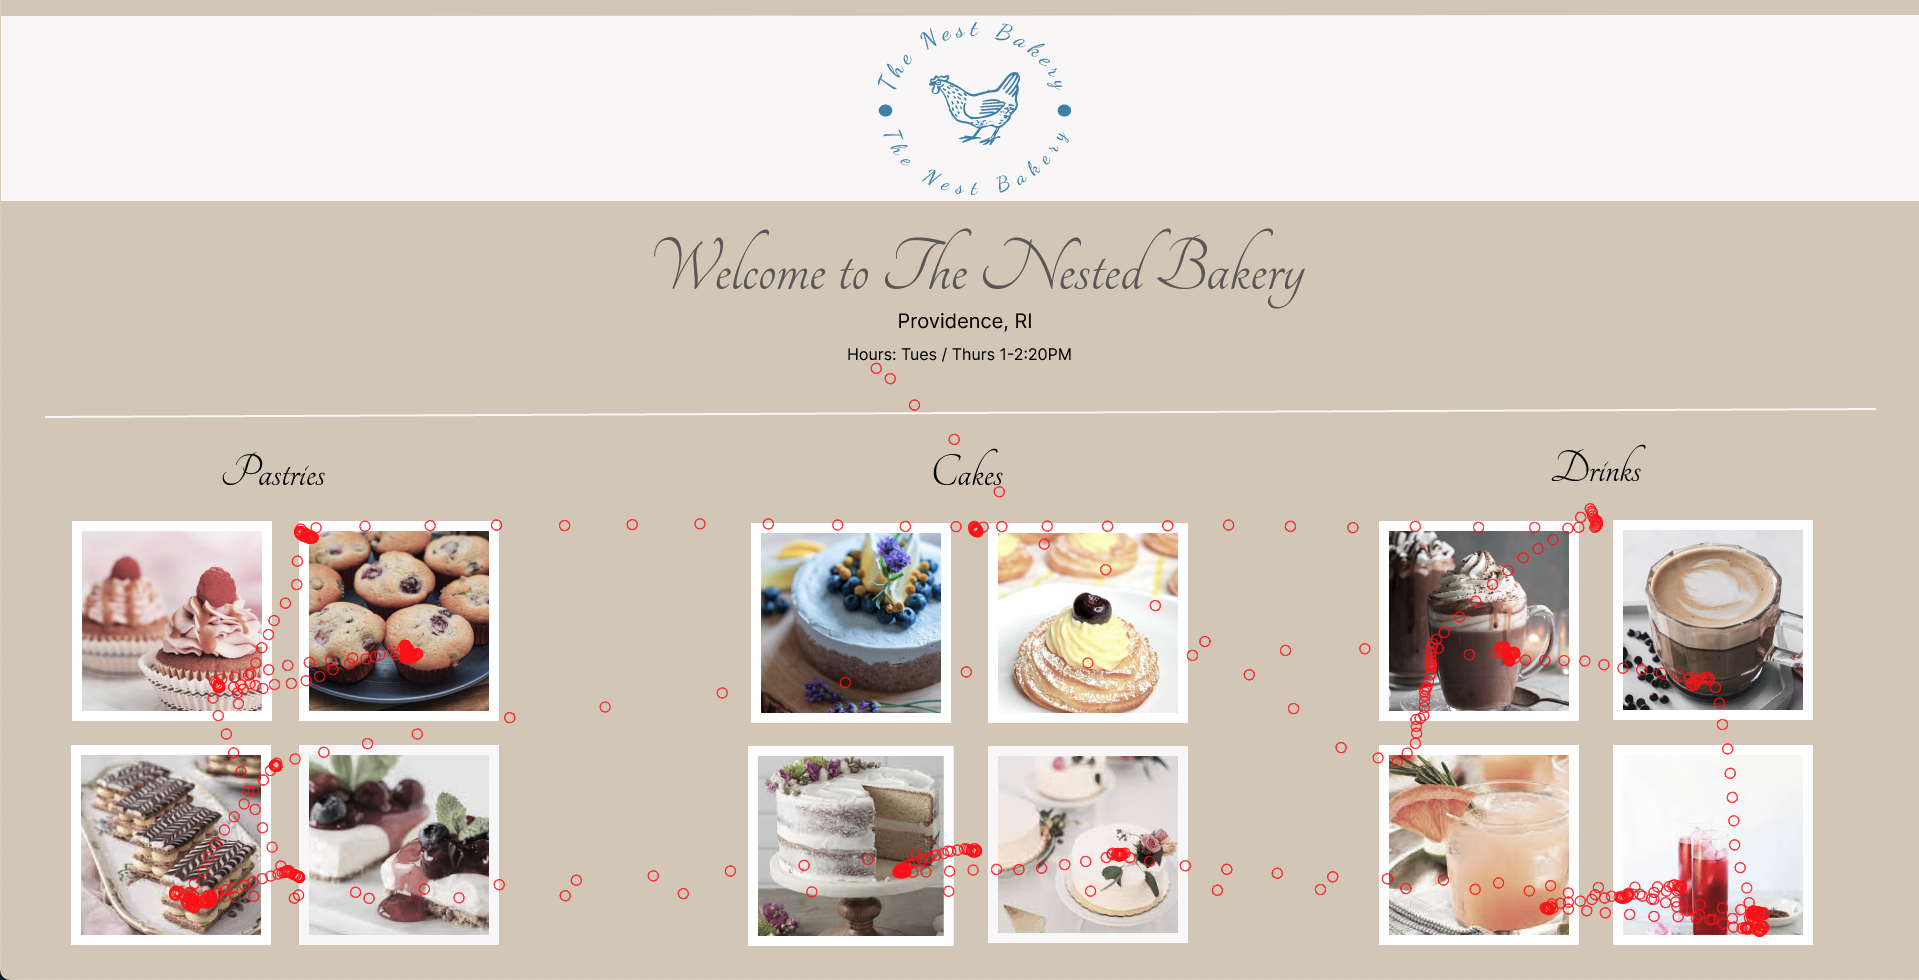 The Nest Bakery
The Nest Bakery
Welcome to The Nested Bakery
Providence, RI
Hours: Tues / Thurs 1-2:20PM
Pastries
Cakes
Drinks